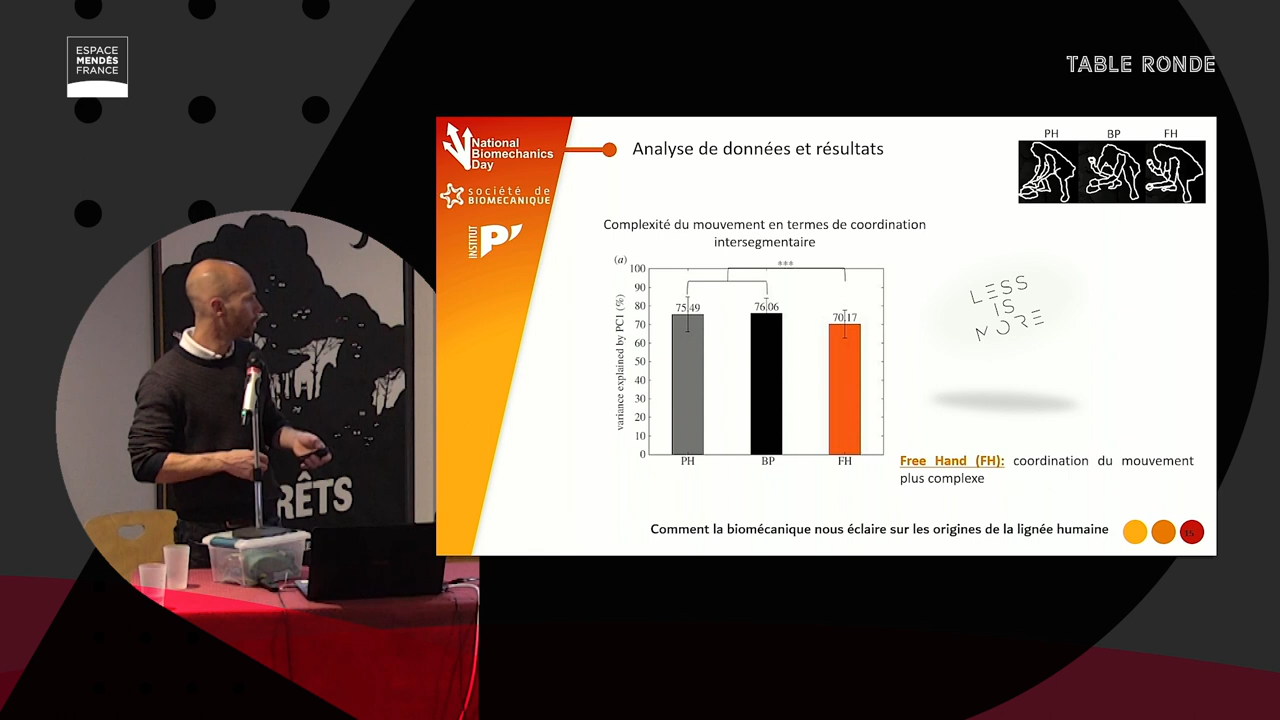 ESPACE
MENDÈS
FRANCE
TABLE RONDE
National
Biomechanics
Day
société de
BIOMECANIQUE
INSTITUT
P'
Analyse de données et résultats
PH BP FH
Complexité du mouvement en termes de coordination
intersegmentaire
(a)
variance explained by PC1 (%)
100
90
80
70
60
50
40
30
20
10
0
***
75.49 76.06 70.17
PH BP FH
LESS
IS
MORE
Free Hand (FH): coordination du mouvement
plus complexe
Comment la biomécanique nous éclaire sur les origines de la lignée humaine
15
RÊTS